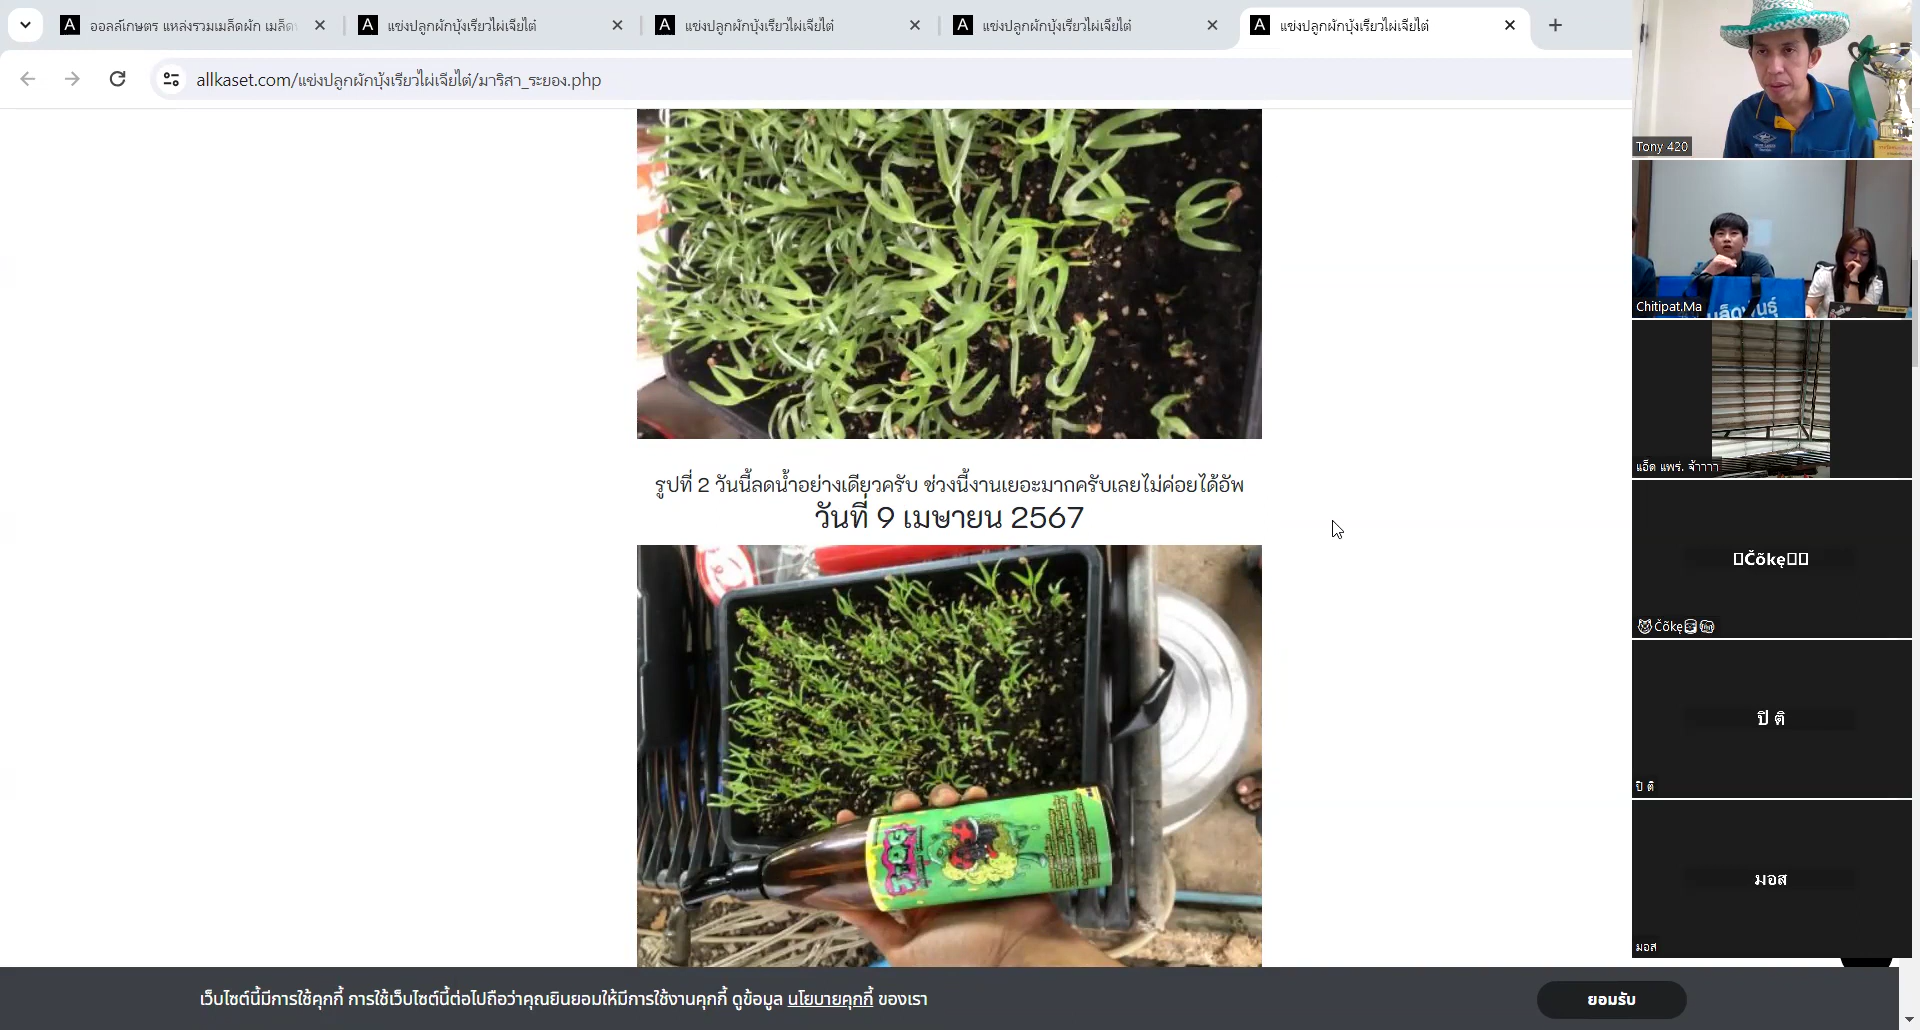 ออลล์เกษตร แหล่งรวมเมล็ดผัก เมล็ด
แข่งปลูกผักบุ้งเรียวไผ่เจียไต๋
แข่งปลูกผักบุ้งเรียวไผ่เจียไต๋
แข่งปลูกผักบุ้งเรียวไผ่เจียไต๋
แข่งปลูกผักบุ้งเรียวไผ่เจียไต๋
allkaset.com/แข่งปลูกผักบุ้งเรียวไผ่เจียไต๋/มาริสา_ระยอง.php
Tony 420
Chitipat.Ma
แอ็ด แพร่. จ้าาาา
รูปที่ 2 วันนี้ลดน้ำอย่างเดียวครับ ช่วงนี้งานเยอะมากครับเลยไม่ค่อยได้อัพ
วันที่ 9 เมษายน 2567
Čõkę
Čõkę
ปิ ติ
ปิ ติ
มอส
มอส
เว็บไซต์นี้มีการใช้คุกกี้ การใช้เว็บไซต์นี้ต่อไปถือว่าคุณยินยอมให้มีการใช้งานคุกกี้ ดูข้อมูล นโยบายคุกกี้ ของเรา
ยอมรับ